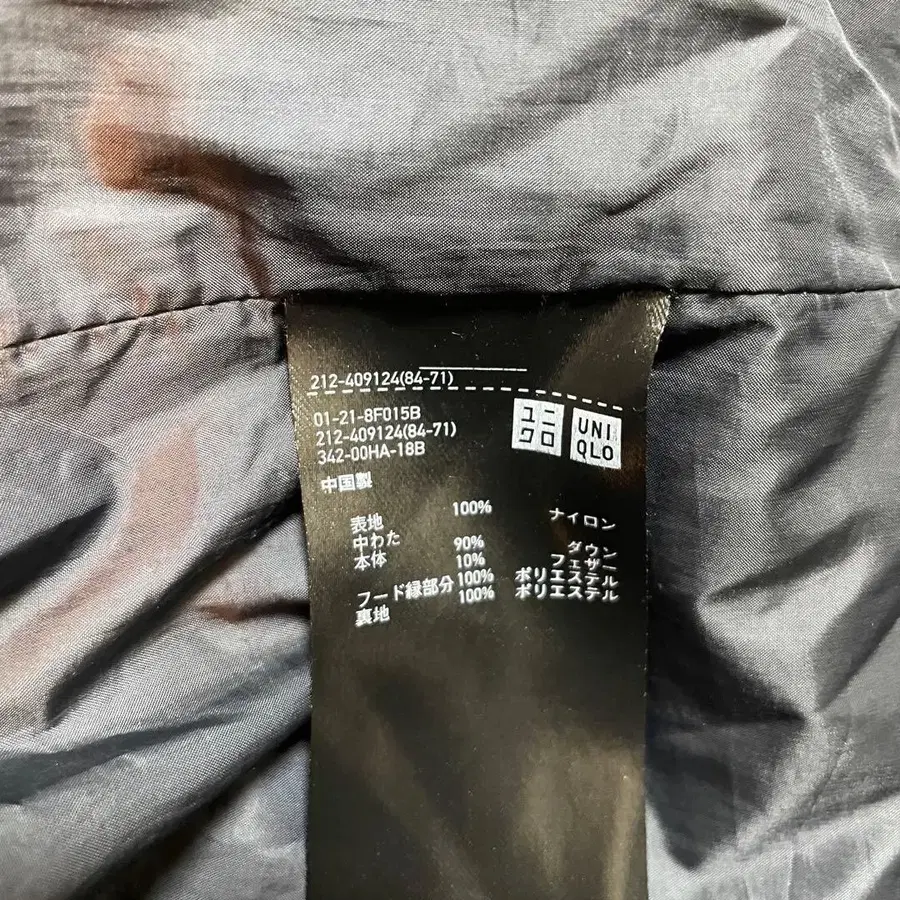 212-409124(84-71)
01-21-8F015B
212-409124(84-71)
342-00HA-18B
ユニ
クロ
UNI
QLO
中国製
表地 100% ナイロン
中わた
本体 90% ダウン
10% フェザー
フード縁部分 100% ポリエステル
裏地 100% ポリエステル